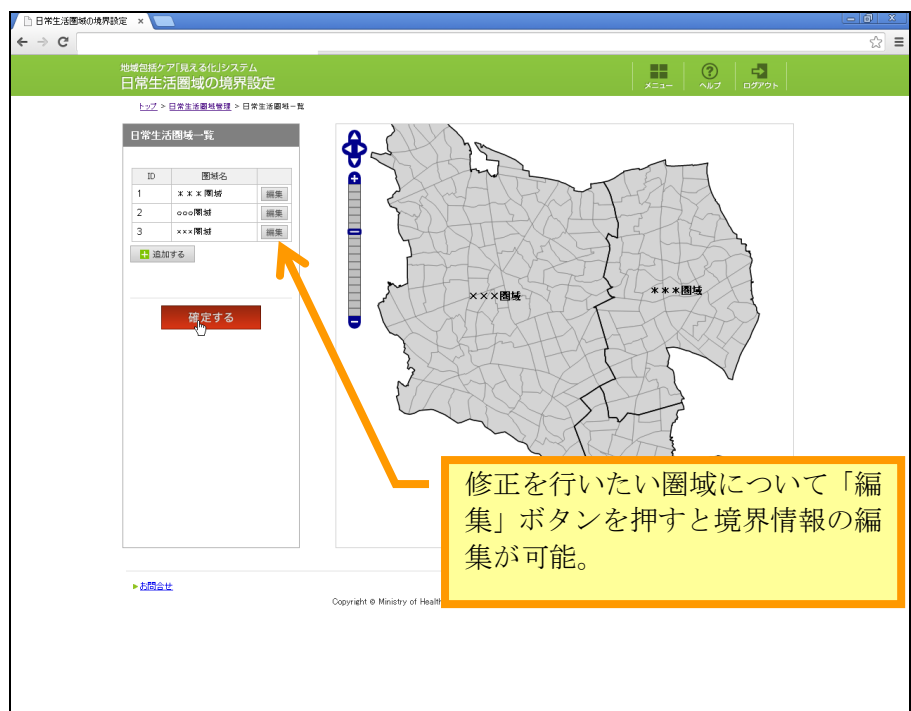 日常生活圏域の境界設定
地域包括ケア「見える化」システム
日常生活圏域の境界設定
メニュー ヘルプ ログアウト
トップ > 日常生活圏域管理 > 日常生活圏域一覧
日常生活圏域一覧
ID 圏域名
1 ＊＊＊圏域 編集
2 ○○○圏域 編集
3 ×××圏域 編集
追加する
確定する
×××圏域
＊＊＊圏域
修正を行いたい圏域について「編
集」ボタンを押すと境界情報の編
集が可能。
お問合せ
Copyright © Ministry of Health